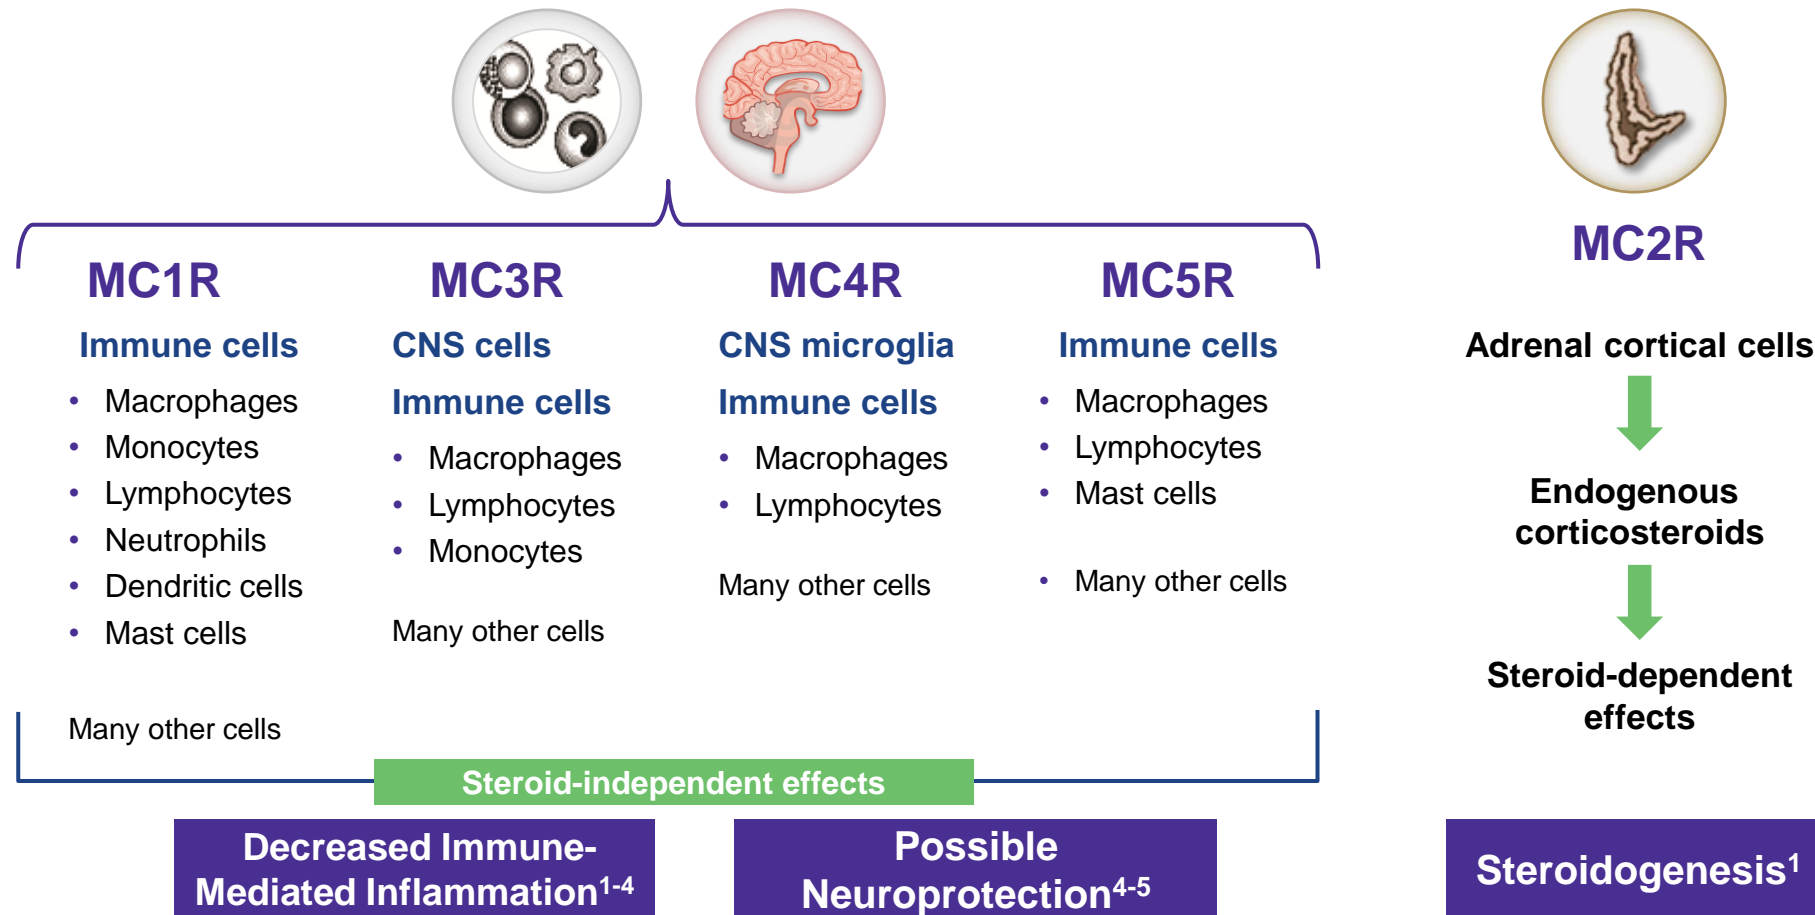 MC1R
Immune cells
• Macrophages
• Monocytes
• Lymphocytes
• Neutrophils
• Dendritic cells
• Mast cells
Many other cells
MC3R
CNS cells
Immune cells
• Macrophages
• Lymphocytes
• Monocytes
Many other cells
MC4R
CNS microglia
Immune cells
• Macrophages
• Lymphocytes
Many other cells
MC5R
Immune cells
• Macrophages
• Lymphocytes
• Mast cells
• Many other cells
Steroid-independent effects
Decreased Immune-
Mediated Inflammation¹⁻⁴
Possible
Neuroprotection⁴⁻⁵
MC2R
Adrenal cortical cells
Endogenous
corticosteroids
Steroid-dependent
effects
Steroidogenesis¹